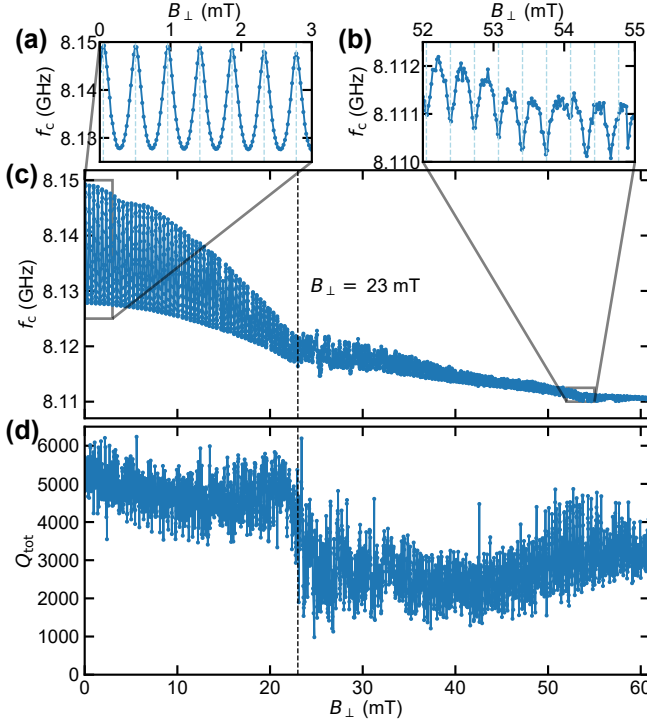 B⊥ (mT)
B⊥ (mT)
(a) 0 1 2 3
(b) 52 53 54 55
8.15
8.14
8.13
fc (GHz)
8.112
8.111
8.110
fc (GHz)
(c)
8.15
8.14
8.13
8.12
8.11
fc (GHz)
B⊥ = 23 mT
(d)
6000
5000
4000
3000
2000
1000
0
Qtot
0 10 20 30 40 50 60
B⊥ (mT)